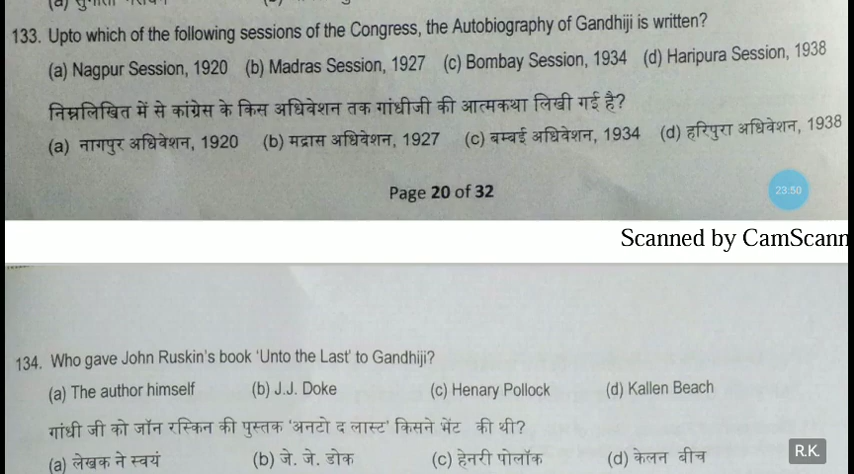 133. Upto which of the following sessions of the Congress, the Autobiography of Gandhiji is written?
(a) Nagpur Session, 1920 (b) Madras Session, 1927 (c) Bombay Session, 1934 (d) Haripura Session, 1938
निम्नलिखित में से कांग्रेस के किस अधिवेशन तक गांधीजी की आत्मकथा लिखी गई है?
(a) नागपुर अधिवेशन, 1920 (b) मद्रास अधिवेशन, 1927 (c) बम्बई अधिवेशन, 1934 (d) हरिपुरा अधिवेशन, 1938
Page 20 of 32
23:50
Scanned by CamScann
134. Who gave John Ruskin's book 'Unto the Last' to Gandhiji?
(a) The author himself (b) J.J. Doke (c) Henary Pollock (d) Kallen Beach
गांधी जी को जॉन रस्किन की पुस्तक 'अनटो द लास्ट' किसने भेंट की थी?
(a) लेखक ने स्वयं (b) जे. जे. डोक (c) हेनरी पोलॉक (d) केलन बीच
R.K.